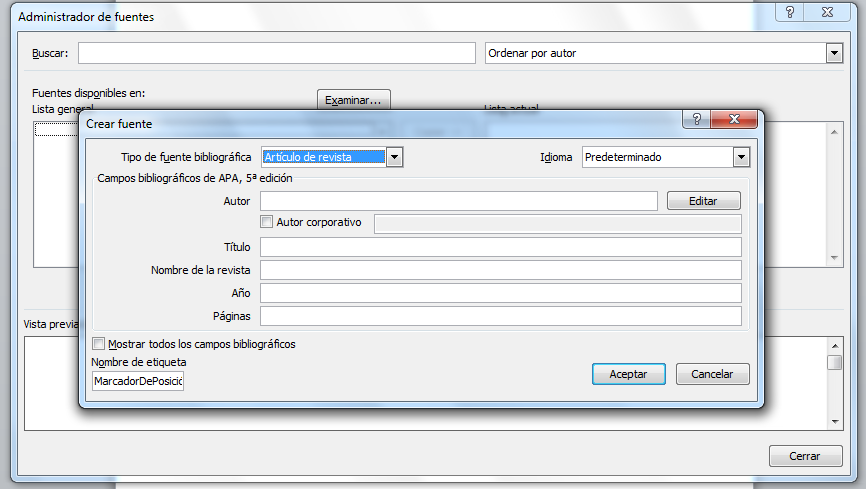 Administrador de fuentes
Buscar:
Ordenar por autor
Fuentes disponibles en:
Examinar...
Lista general
Lista actual
Crear fuente
Tipo de fuente bibliográfica
Artículo de revista
Idioma
Predeterminado
Campos bibliográficos de APA, 5ª edición
Autor
Editar
Autor corporativo
Título
Nombre de la revista
Año
Páginas
Vista previa
Mostrar todos los campos bibliográficos
Nombre de etiqueta
MarcadorDePosició
Aceptar
Cancelar
Cerrar